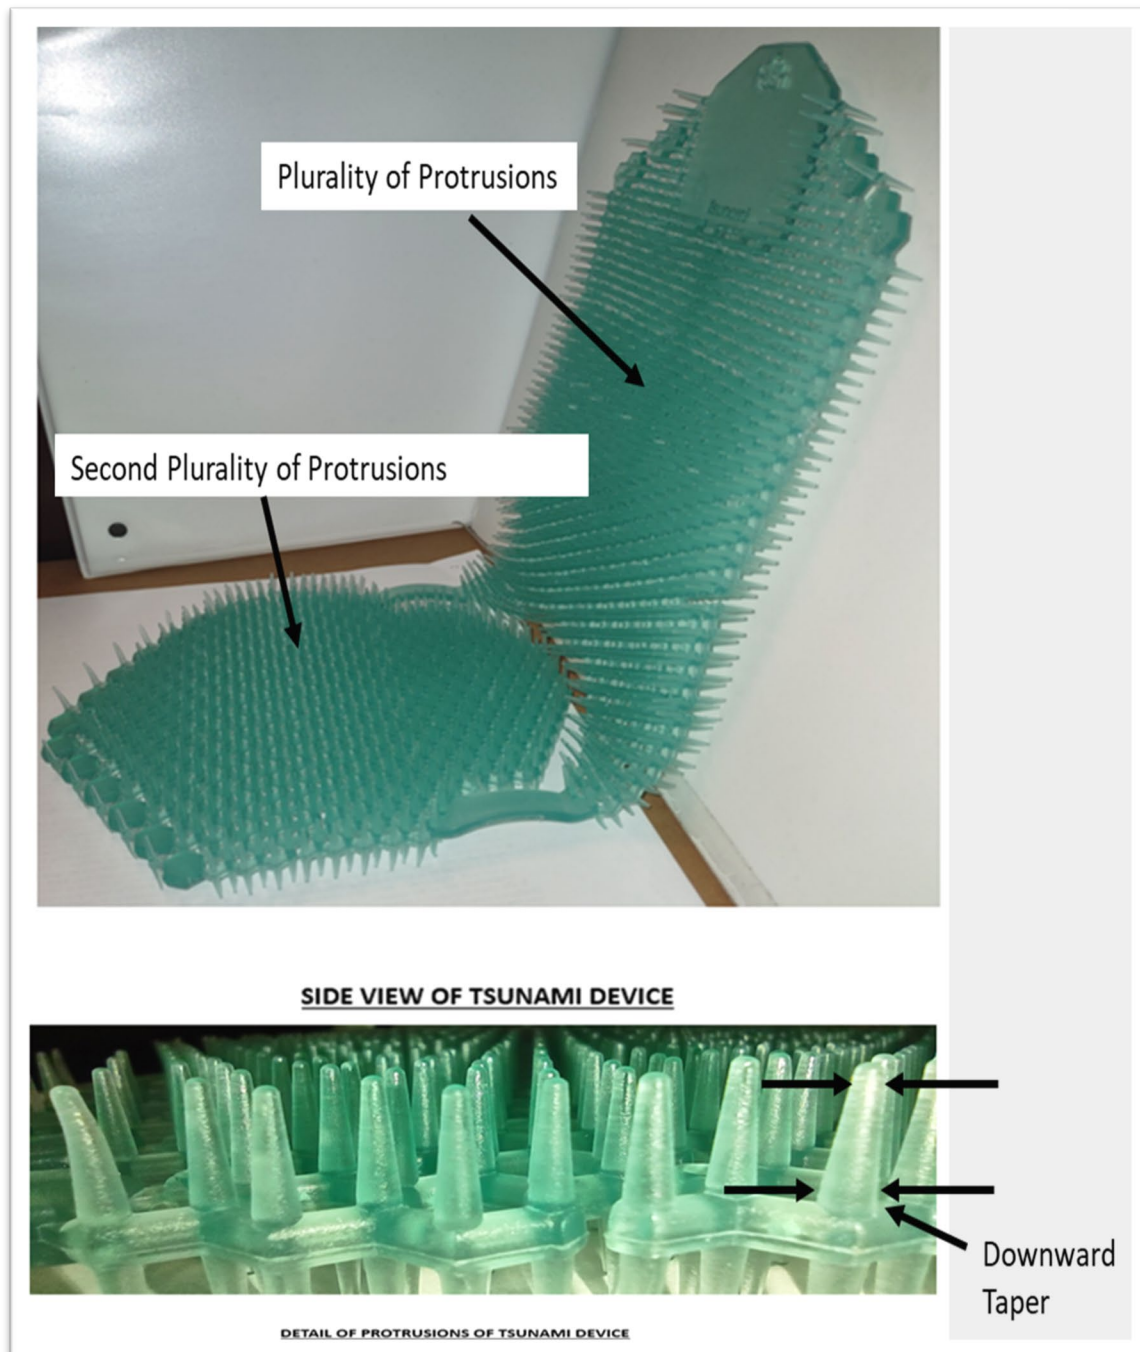 Plurality of Protrusions
Second Plurality of Protrusions
SIDE VIEW OF TSUNAMI DEVICE
Downward
Taper
DETAIL OF PROTRUSIONS OF TSUNAMI DEVICE